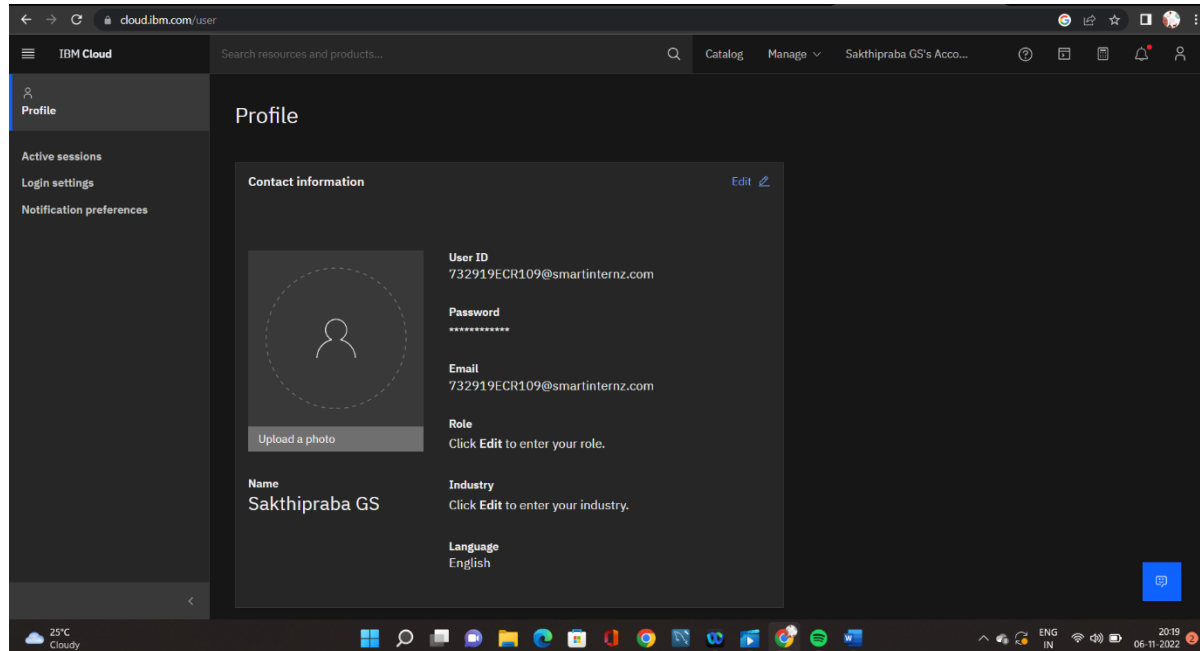 cloud.ibm.com/user
IBM Cloud
Search resources and products...
Catalog
Manage
Sakthipraba GS's Acco...
Profile
Active sessions
Login settings
Notification preferences
Profile
Contact information
Edit
Upload a photo
Name
Sakthipraba GS
User ID
732919ECR109@smartinternz.com
Password
************
Email
732919ECR109@smartinternz.com
Role
Click Edit to enter your role.
Industry
Click Edit to enter your industry.
Language
English
25°C
Cloudy
ENG
IN
20:19
06-11-2022
2